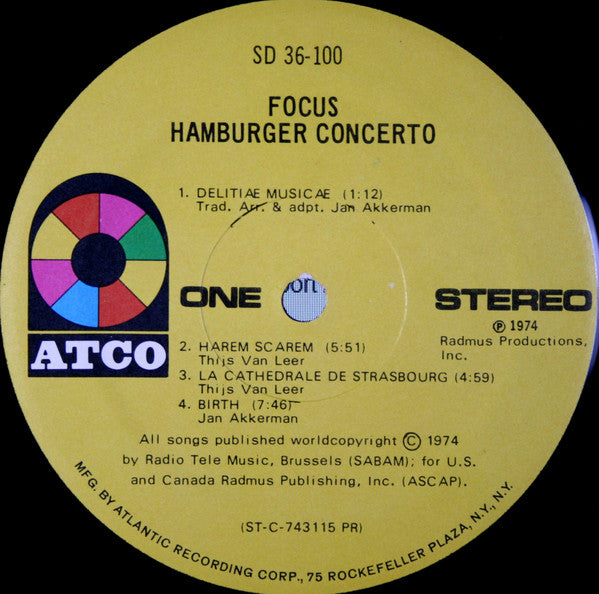 SD 36-100
FOCUS
HAMBURGER CONCERTO
1. DELITIÆ MUSICÆ (1:12)
Trad. Arr. & adpt. Jan Akkerman
ATCO
ONE
STEREO
℗ 1974
Radmus Productions,
Inc.
2. HAREM SCAREM (5:51)
Thijs Van Leer
3. LA CATHEDRALE DE STRASBOURG (4:59)
Thijs Van Leer
4. BIRTH (7:46)
Jan Akkerman
All songs published worldcopyright © 1974
by Radio Tele Music, Brussels (SABAM); for U.S.
and Canada Radmus Publishing, Inc. (ASCAP).
(ST-C-743115 PR)
MFG. BY ATLANTIC RECORDING CORP., 75 ROCKEFELLER PLAZA, N.Y., N.Y.